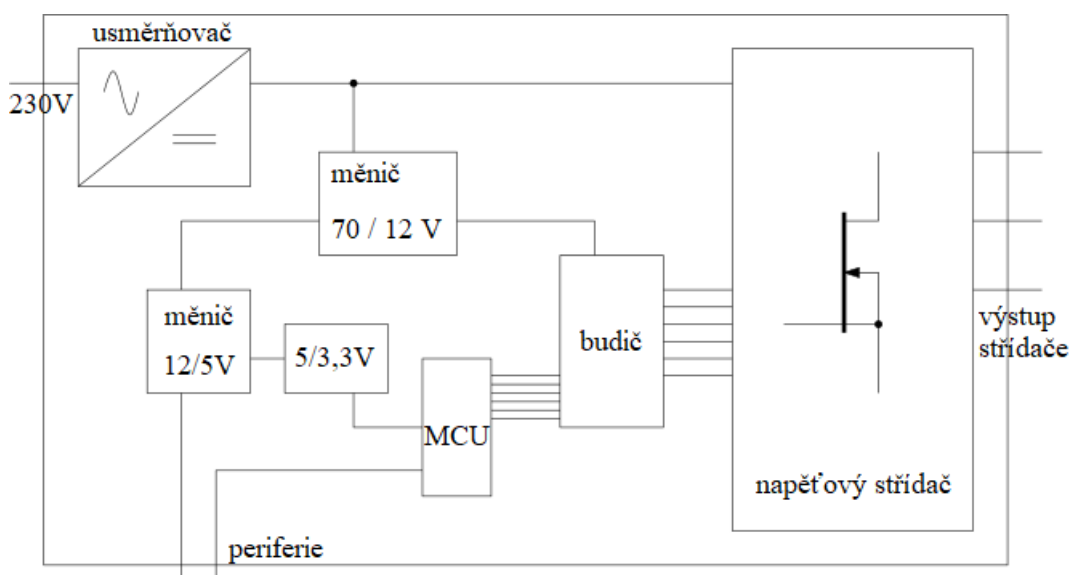 usměrňovač
230V
měnič
70 / 12 V
měnič
12/5V
5/3,3V
MCU
budič
výstup
střídače
napěťový střídač
periferie